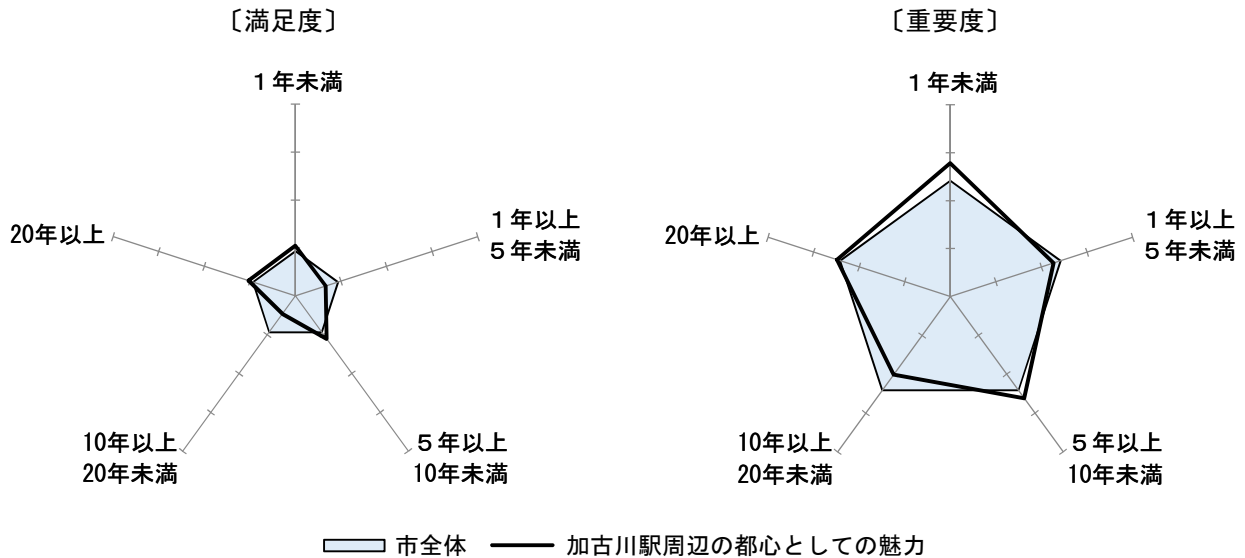 〔満足度〕
１年未満
１年以上
５年未満
５年以上
10年未満
10年以上
20年未満
20年以上
〔重要度〕
１年未満
１年以上
５年未満
５年以上
10年未満
10年以上
20年未満
20年以上
市全体
加古川駅周辺の都心としての魅力